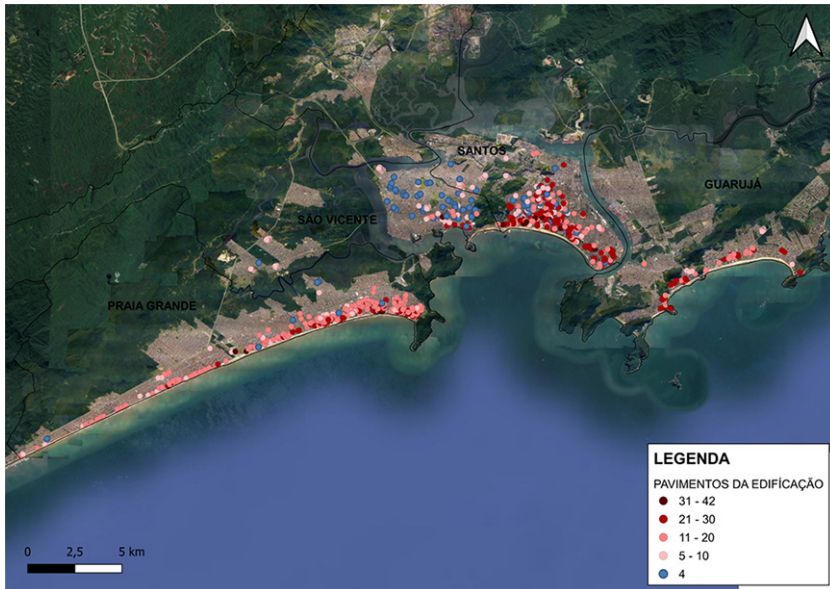 SANTOS
GUARUJÁ
SÃO VICENTE
PRAIA GRANDE
LEGENDA
PAVIMENTOS DA EDIFÍCAÇÃO
31 - 42
21 - 30
11 - 20
5 - 10
4
0 2,5 5 km